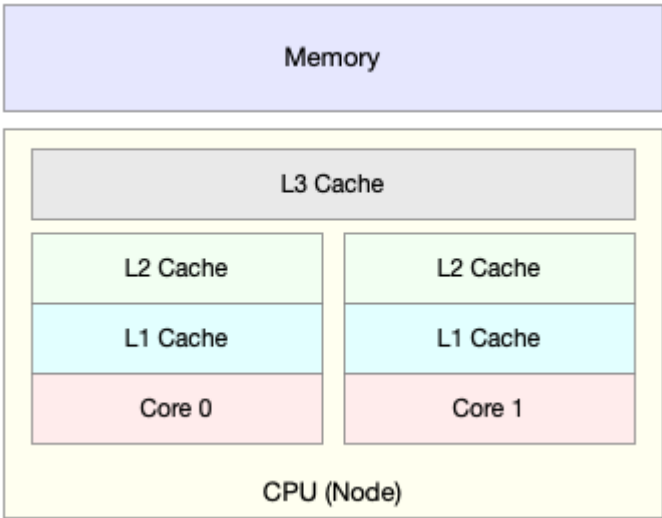 Memory
L3 Cache
L2 Cache
L2 Cache
L1 Cache
L1 Cache
Core 0
Core 1
CPU (Node)